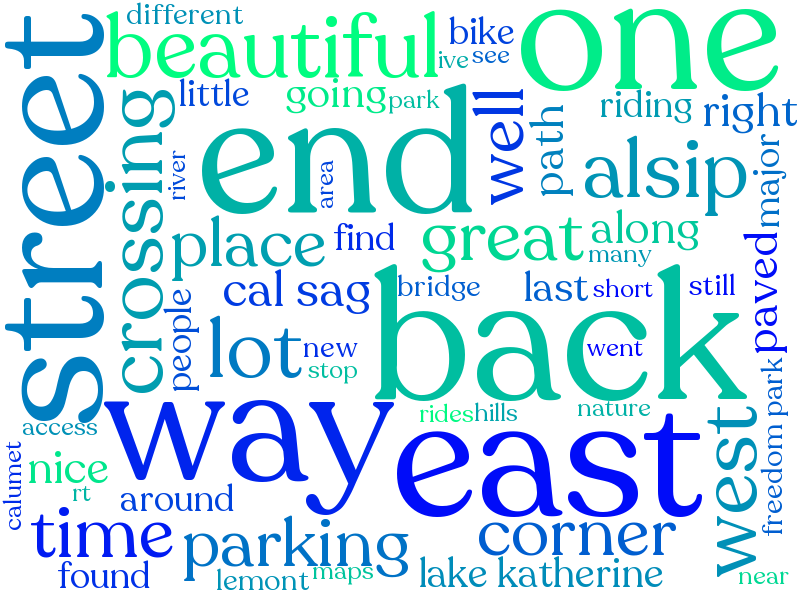 different
beautiful
bike
one
ive
see
street
little
going
park
crossing
end
well
path
riding
right
river
area
alsip
major
place
find
great
along
many
cal sag
bridge
last
short
still
paved
people
lot
new
stop
back
went
way
rides
hills
nature
east
west
freedom park
access
calumet
nice
rt
around
time
parking
corner
found
lemont
maps
lake katherine
near